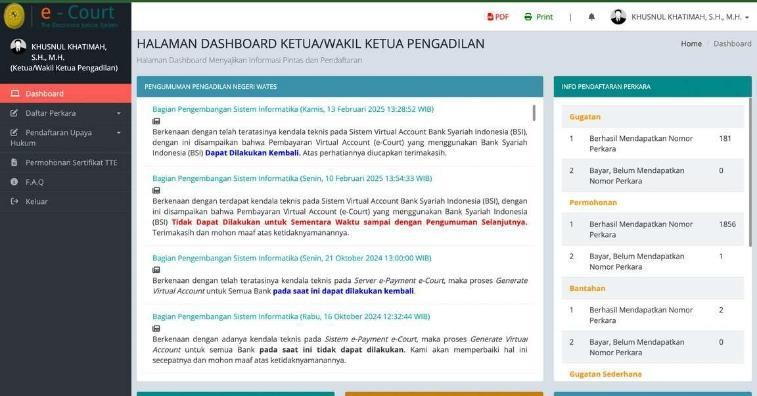 e - Court
The Electronics Justice System
PDF
Print
|
KHUSNUL KHATIMAH, S.H., M.H.
KHUSNUL KHATIMAH,
S.H., M.H.
(Ketua/Wakil Ketua Pengadilan)
Dashboard
Daftar Perkara
Pendaftaran Upaya
Hukum
Permohonan Sertifikat TTE
F.A.Q
Keluar
HALAMAN DASHBOARD KETUA/WAKIL KETUA PENGADILAN
Home / Dashboard
Halaman Dashboard Menyajikan Informasi Pintas dan Pendaftaran
PENGUMUMAN PENGADILAN NEGERI WATES
Bagian Pengembangan Sistem Informatika (Kamis, 13 Februari 2025 13:28:52 WIB)
Berkenaan dengan telah teratasinya kendala teknis pada Sistem Virtual Account Bank Syariah Indonesia (BSI),
dengan ini disampaikan bahwa Pembayaran Virtual Account (e-Court) yang menggunakan Bank Syariah
Indonesia (BSI) Dapat Dilakukan Kembali. Atas perhatiannya diucapkan terimakasih.
Bagian Pengembangan Sistem Informatika (Senin, 10 Februari 2025 13:54:33 WIB)
Berkenaan dengan terdapat kendala teknis pada Sistem Virtual Account Bank Syariah Indonesia (BSI), dengan
ini disampaikan bahwa Pembayaran Virtual Account (e-Court) yang menggunakan Bank Syariah Indonesia
(BSI) Tidak Dapat Dilakukan untuk Sementara Waktu sampai dengan Pengumuman Selanjutnya.
Terimakasih dan mohon maaf atas ketidaknyamanannya.
Bagian Pengembangan Sistem Informatika (Senin, 21 Oktober 2024 13:00:00 WIB)
Berkenaan dengan telah teratasinya kendala teknis pada Server e-Payment e-Court, maka proses Generate
Virtual Account untuk Semua Bank pada saat ini dapat dilakukan kembali.
Bagian Pengembangan Sistem Informatika (Rabu, 16 Oktober 2024 12:32:44 WIB)
Berkenaan dengan adanya kendala teknis pada Sistem e-Payment e-Court, maka proses Generate Virtual
Account untuk semua Bank pada saat ini tidak dapat dilakukan. Kami akan memperbaiki hal ini
secepatnya dan mohon maaf atas ketidaknyamanannya.
INFO PENDAFTARAN PERKARA
Gugatan
1 Berhasil Mendapatkan Nomor 181
Perkara
2 Bayar, Belum Mendapatkan 0
Nomor Perkara
Permohonan
1 Berhasil Mendapatkan Nomor 1856
Perkara
2 Bayar, Belum Mendapatkan 1
Nomor Perkara
Bantahan
1 Berhasil Mendapatkan Nomor 2
Perkara
2 Bayar, Belum Mendapatkan 0
Nomor Perkara
Gugatan Sederhana